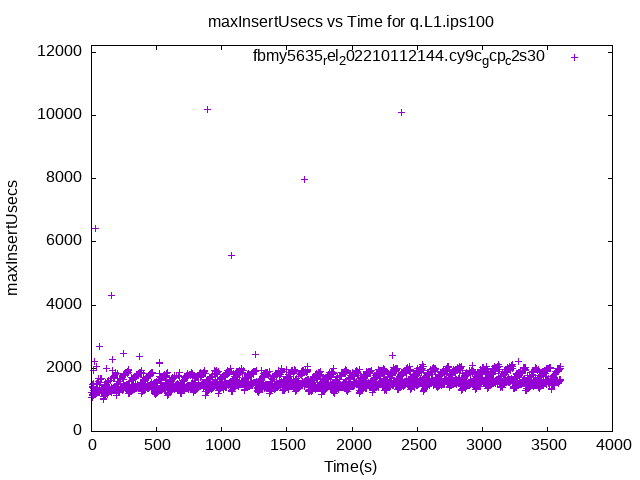 maxInsertUsecs vs Time for q.L1.ips100
12000
fbmy5635rel202210112144.cy9cgcpc2s30
10000
8000
maxInsertUsecs
6000
4000
2000
0
0 500 1000 1500 2000 2500 3000 3500 4000
Time(s)